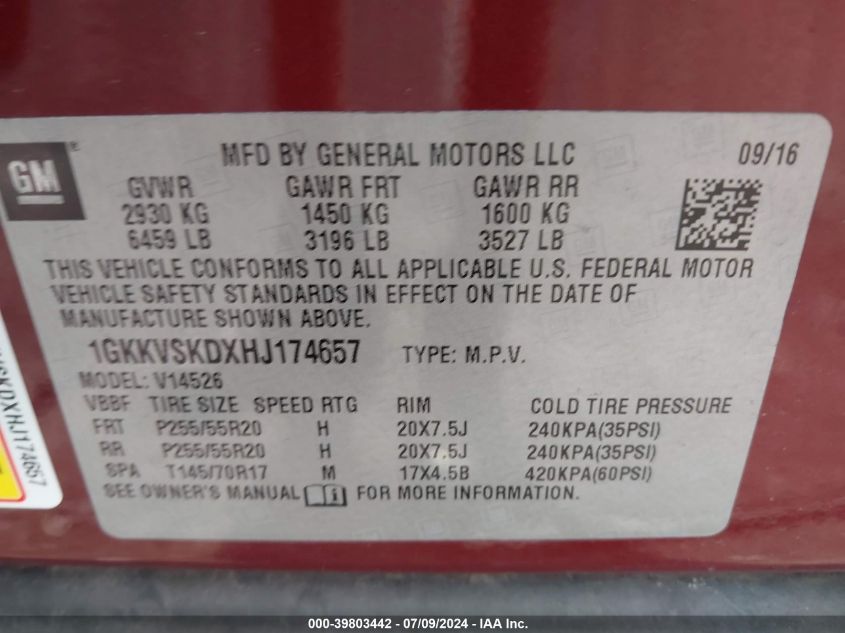 GM ®
MFD BY GENERAL MOTORS LLC 09/16
GVWR GAWR FRT GAWR RR
2930 KG 1450 KG 1600 KG
6459 LB 3196 LB 3527 LB
THIS VEHICLE CONFORMS TO ALL APPLICABLE U.S. FEDERAL MOTOR
VEHICLE SAFETY STANDARDS IN EFFECT ON THE DATE OF
MANUFACTURE SHOWN ABOVE.
1GKKVSKDXHJ174657 TYPE: M.P.V.
MODEL: V14526
VBBF TIRE SIZE SPEED RTG RIM COLD TIRE PRESSURE
FRT P255/55R20 H 20X7.5J 240KPA(35PSI)
RR P255/55R20 H 20X7.5J 240KPA(35PSI)
SPA T145/70R17 M 17X4.5B 420KPA(60PSI)
SEE OWNER'S MANUAL FOR MORE INFORMATION.
VSKDXHJ174657
000-39803442 - 07/09/2024 - IAA Inc.